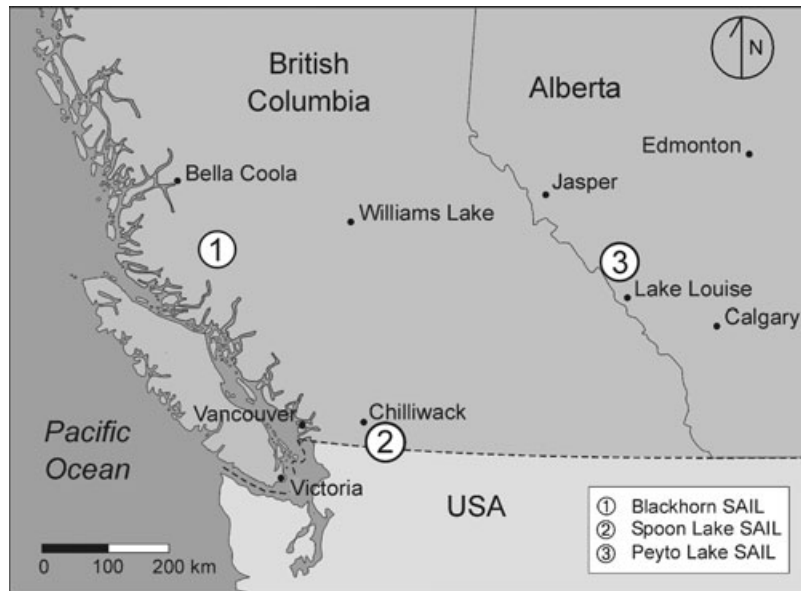 British
Columbia
Alberta
N
Edmonton
Bella Coola
Jasper
Williams Lake
1
3
Lake Louise
Calgary
Vancouver
Chilliwack
2
Pacific
Ocean
Victoria
USA
1 Blackhorn SAIL
2 Spoon Lake SAIL
3 Peyto Lake SAIL
0 100 200 km